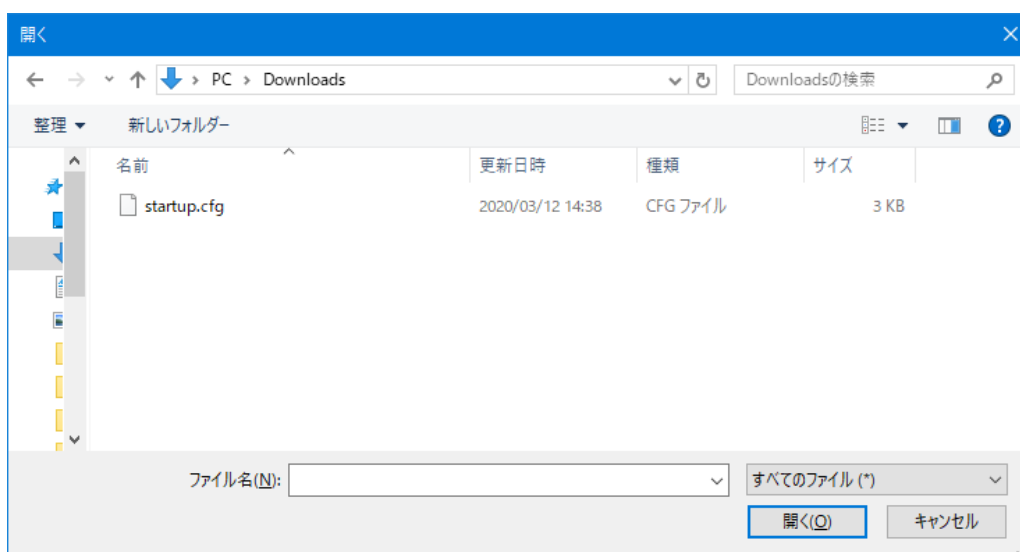 開く
PC > Downloads
Downloadsの検索
整理
新しいフォルダー
名前 更新日時 種類 サイズ
startup.cfg 2020/03/12 14:38 CFG ファイル 3 KB
ファイル名(N):
すべてのファイル (*)
開く(O) キャンセル